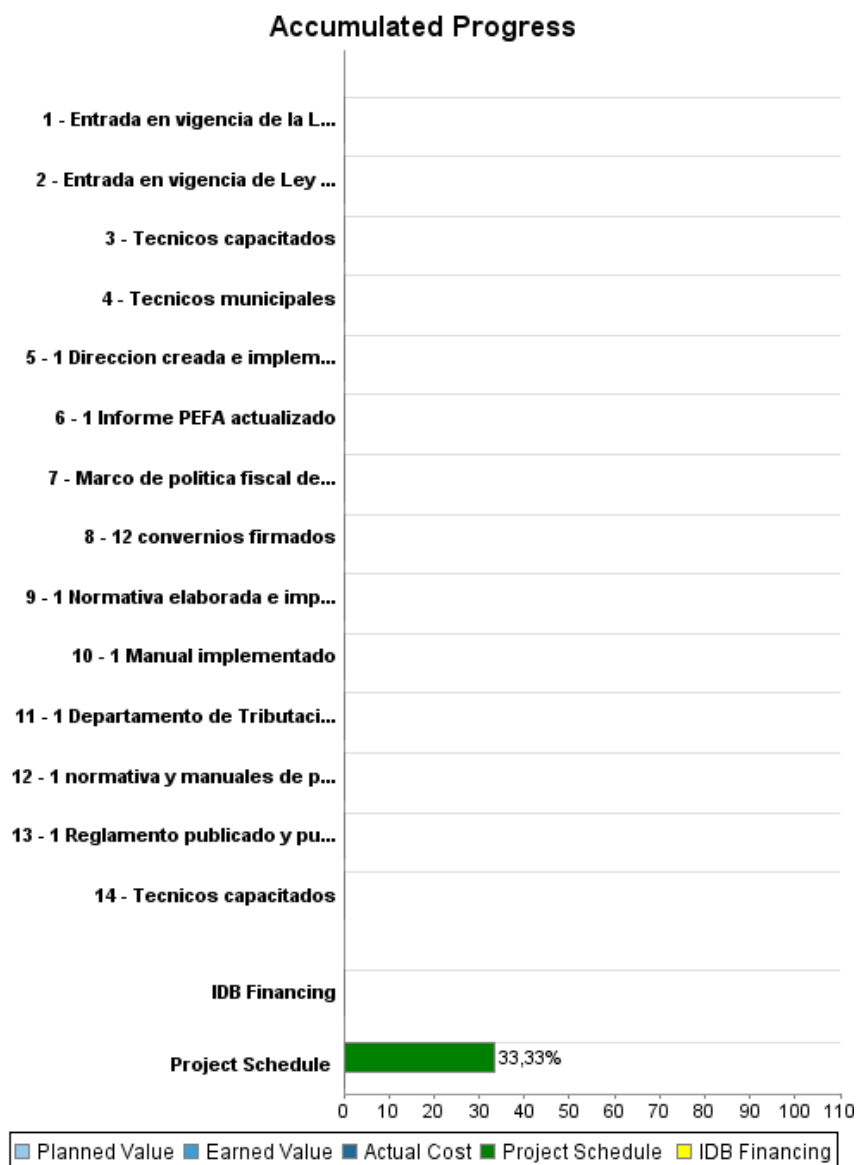 Accumulated Progress
1 - Entrada en vigencia de la L...
2 - Entrada en vigencia de Ley ...
3 - Tecnicos capacitados
4 - Tecnicos municipales
5 - 1 Direccion creada e implem...
6 - 1 Informe PEFA actualizado
7 - Marco de politica fiscal de...
8 - 12 convernios firmados
9 - 1 Normativa elaborada e imp...
10 - 1 Manual implementado
11 - 1 Departamento de Tributaci...
12 - 1 normativa y manuales de p...
13 - 1 Reglamento publicado y pu...
14 - Tecnicos capacitados
IDB Financing
Project Schedule 33,33%
0 10 20 30 40 50 60 70 80 90 100 110
Planned Value Earned Value Actual Cost Project Schedule IDB Financing